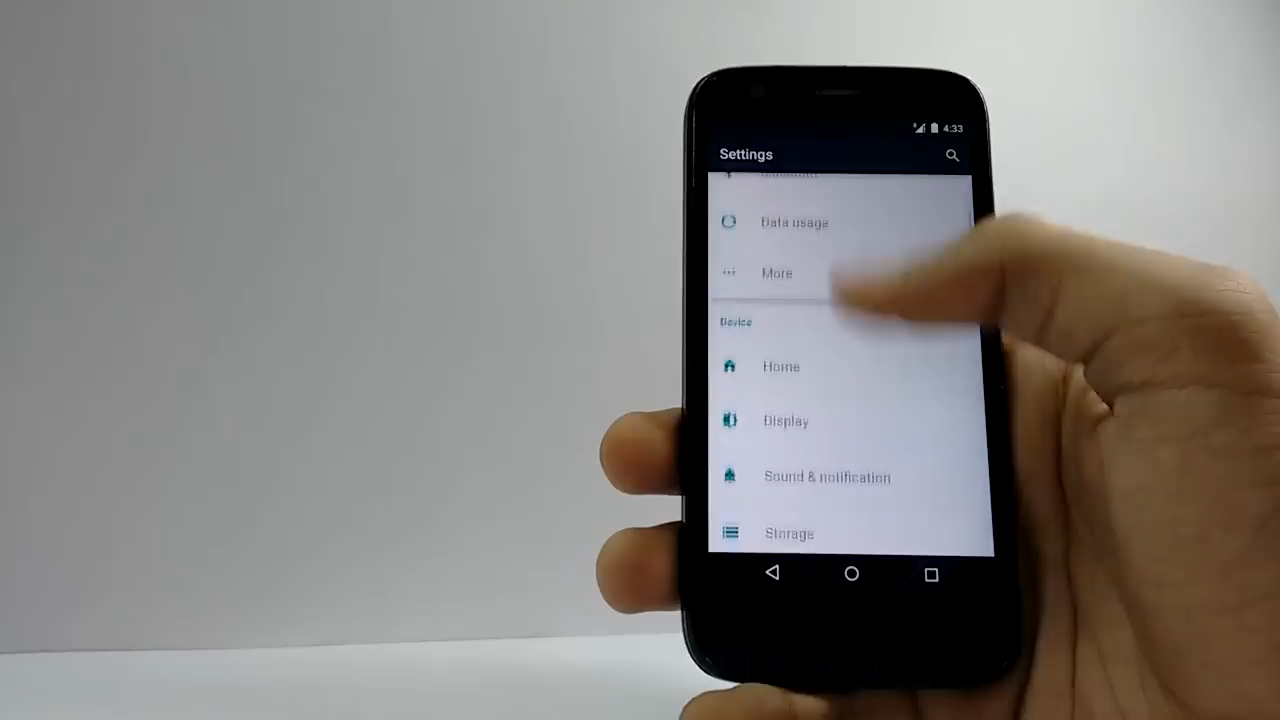 4:33
Settings
Data usage
More
Device
Home
Display
Sound & notification
Storage